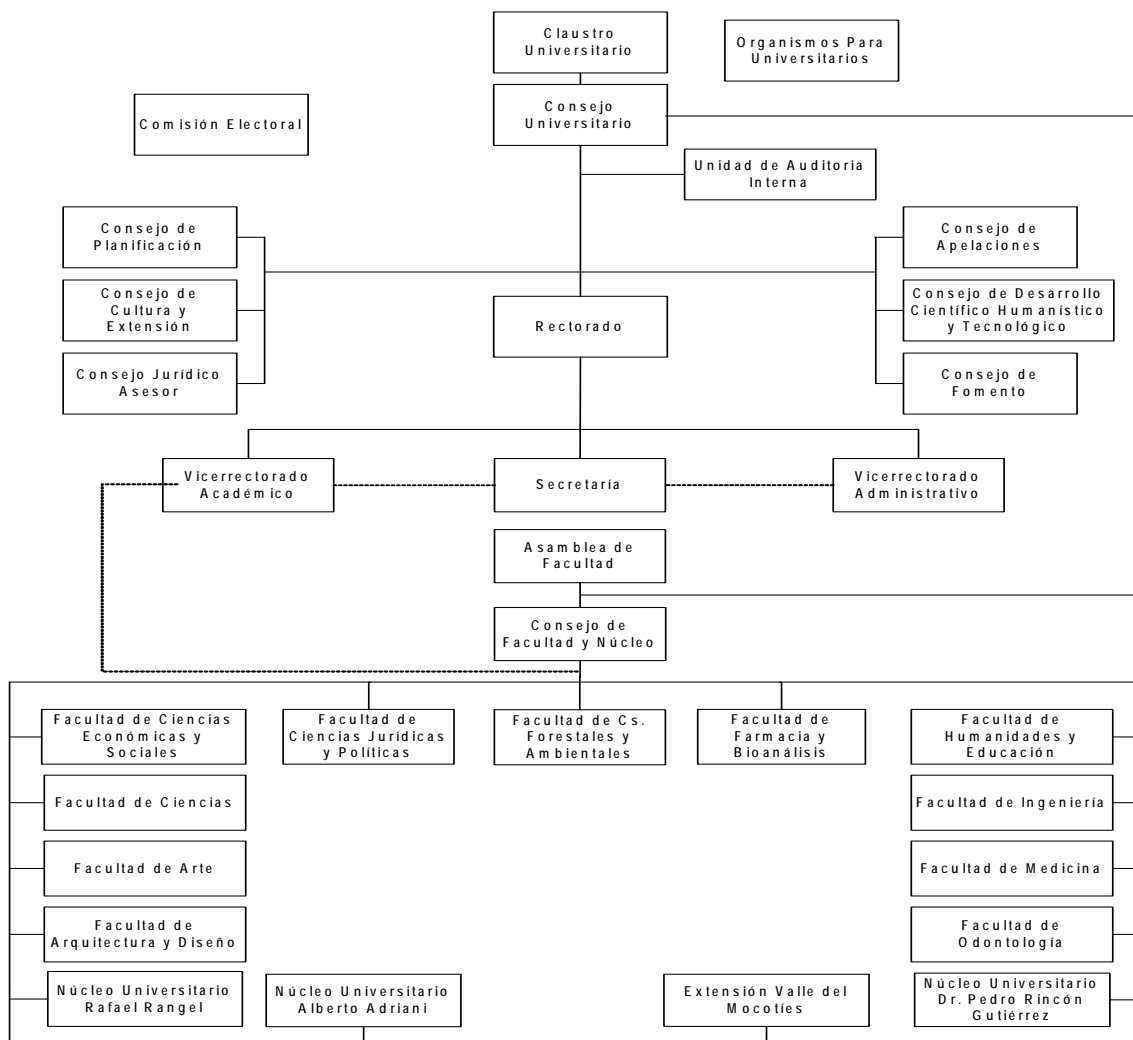 Claustro
Universitario
Organismos Para
Universitarios
Consejo
Universitario
Comisión Electoral
Unidad de Auditoria
Interna
Consejo de
Planificación
Consejo de
Apelaciones
Consejo de
Cultura y
Extensión
Rectorado
Consejo de Desarrollo
Científico Humanístico
y Tecnológico
Consejo Jurídico
Asesor
Consejo de
Fomento
Vicerrectorado
Académico
Secretaría
Vicerrectorado
Administrativo
Asamblea de
Facultad
Consejo de
Facultad y Núcleo
Facultad de Ciencias
Económicas y
Sociales
Facultad de
Ciencias Jurídicas
y Políticas
Facultad de Cs.
Forestales y
Ambientales
Facultad de
Farmacia y
Bioanálisis
Facultad de
Humanidades y
Educación
Facultad de Ciencias
Facultad de Ingeniería
Facultad de Arte
Facultad de Medicina
Facultad de
Arquitectura y Diseño
Facultad de
Odontología
Núcleo Universitario
Rafael Rangel
Núcleo Universitario
Alberto Adriani
Extensión Valle del
Mocotíes
Núcleo Universitario
Dr. Pedro Rincón
Gutiérrez